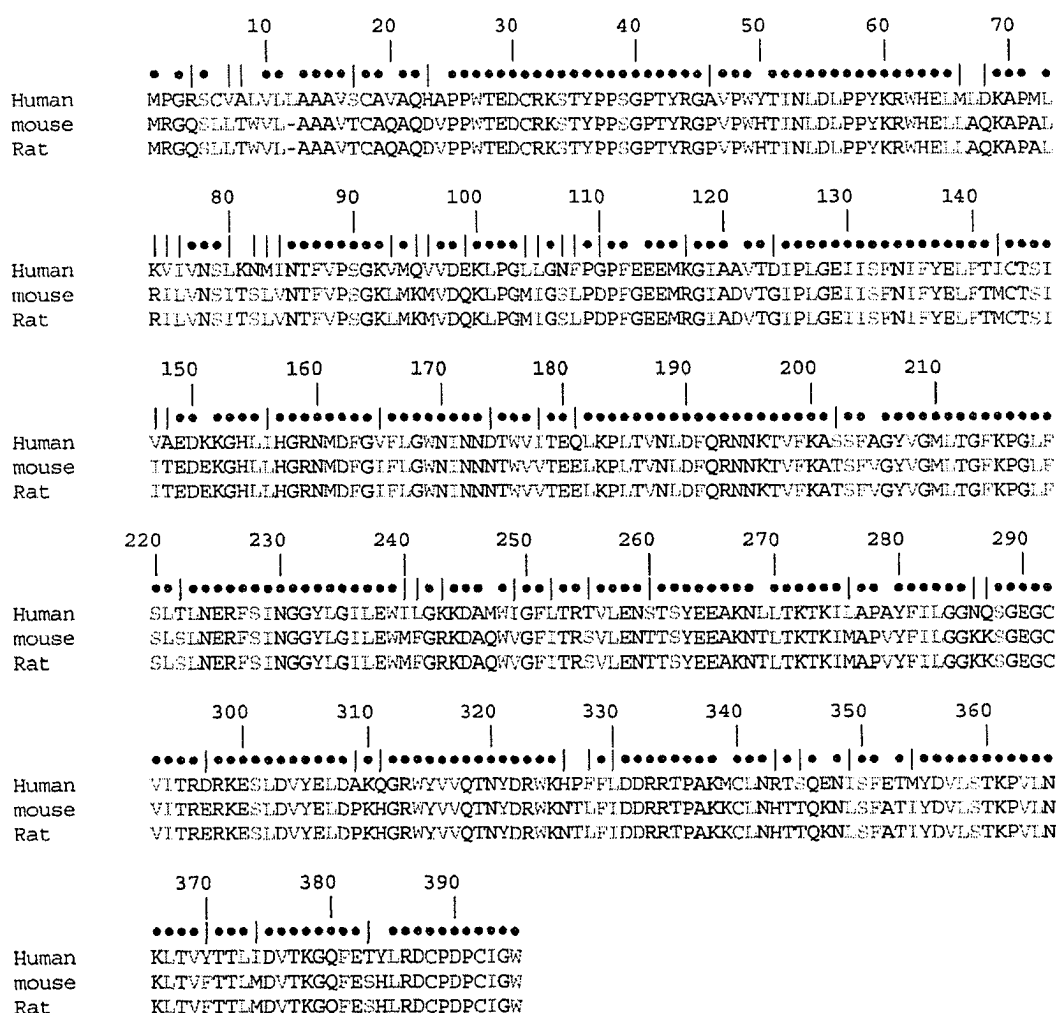 10 20 30 40 50 60 70
Human MPGRSCVALVLLAAAVSCAVAQHAPPWTEDCRKSTYPPSGPTYRGAVPWYTINLDLPPYKRWHELMLDKAPML
mouse MRGQSLLTWVL-AAAVTCAQAQDVPPWTEDCRKSTYPPSGPTYRGPVPWHTINLDLPPYKRWHELLAQKAPAL
Rat MRGQSLLTWVL-AAAVTCAQAQDVPPWTEDCRKSTYPPSGPTYRGPVPWHTINLDLPPYKRWHELLAQKAPAL
80 90 100 110 120 130 140
Human KVIVNSLKNMINTFVPSGKVMQVVDEKLPGLLGNFPGPFEEEMKGIAAVTDIPLGEIISFNIFYELFTICTSI
mouse RILVNSITSLVNTFVPSGKLMKMVDQKLPGMIGSLPDPFGEEMRGIADVTGIPLGEIISFNIFYELFTMCTSI
Rat RILVNSITSLVNTFVPSGKLMKMVDQKLPGMIGSLPDPFGEEMRGIADVTGIPLGEIISFNIFYELFTMCTSI
150 160 170 180 190 200 210
Human VAEDKKGHLIHGRNMDFGVFLGWNINNDTWVITEQLKPLTVNLDFQRNNKTVFKASSFAGYVGMLTGFKPGLF
mouse ITEDEKGHLLHGRNMDFGIFLGWNINNNTWVVTEELKPLTVNLDFQRNNKTVFKATSFVGYVGMLTGFKPGLF
Rat ITEDEKGHLLHGRNMDFGIFLGWNINNNTWVVTEELKPLTVNLDFQRNNKTVFKATSFVGYVGMLTGFKPGLF
220 230 240 250 260 270 280 290
Human SLTLNERFSINGGYLGILEWILGKKDAMWIGFLTRTVLENSTSYEEAKNLLTKTKILAPAYFILGGNQSGEGC
mouse SLSLNERFSINGGYLGILEWMFGRKDAQWVGFITRSVLENTTSYEEAKNTLTKTKIMAPVYFILGGKKSGEGC
Rat SLSLNERFSINGGYLGILEWMFGRKDAQWVGFITRSVLENTTSYEEAKNTLTKTKIMAPVYFILGGKKSGEGC
300 310 320 330 340 350 360
Human VITRDRKESLDVYELDAKQGRWYVVQTNYDRWKHPFFLDDRRTPAKMCLNRTSQENISFETMYDVLSTKPVLN
mouse VITRERKESLDVYELDPKHGRWYVVQTNYDRWKNTLFIDDRRTPAKKCLNHTTQKNLSFATIYDVLSTKPVLN
Rat VITRERKESLDVYELDPKHGRWYVVQTNYDRWKNTLFIDDRRTPAKKCLNHTTQKNLSFATIYDVLSTKPVLN
370 380 390
Human KLTVYTTLIDVTKGQFETYLRDCPDPCIGW
mouse KLTVFTTLMDVTKGQFESHLRDCPDPCIGW
Rat KLTVFTTLMDVTKGQFESHLRDCPDPCIGW